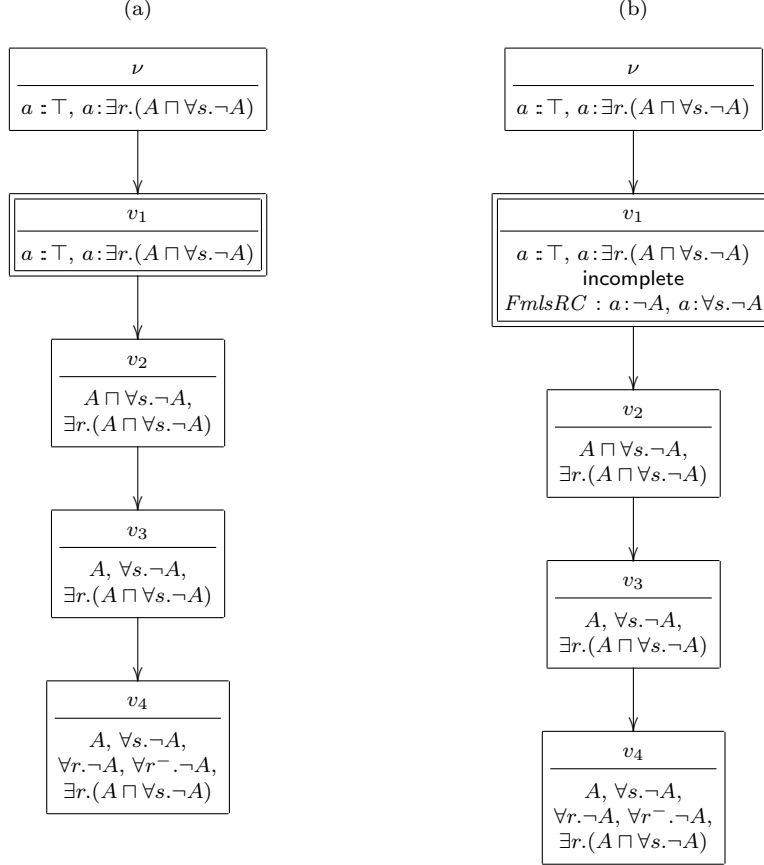 (a)
ν
a : : ⊤, a : ∃r.(A ⊓ ∀s.¬A)
v₁
a : : ⊤, a : ∃r.(A ⊓ ∀s.¬A)
v₂
A ⊓ ∀s.¬A,
∃r.(A ⊓ ∀s.¬A)
v₃
A, ∀s.¬A,
∃r.(A ⊓ ∀s.¬A)
v₄
A, ∀s.¬A,
∀r.¬A, ∀r⁻.¬A,
∃r.(A ⊓ ∀s.¬A)
(b)
ν
a : : ⊤, a : ∃r.(A ⊓ ∀s.¬A)
v₁
a : : ⊤, a : ∃r.(A ⊓ ∀s.¬A)
incomplete
FmlsRC : a : ¬A, a : ∀s.¬A
v₂
A ⊓ ∀s.¬A,
∃r.(A ⊓ ∀s.¬A)
v₃
A, ∀s.¬A,
∃r.(A ⊓ ∀s.¬A)
v₄
A, ∀s.¬A,
∀r.¬A, ∀r⁻.¬A,
∃r.(A ⊓ ∀s.¬A)